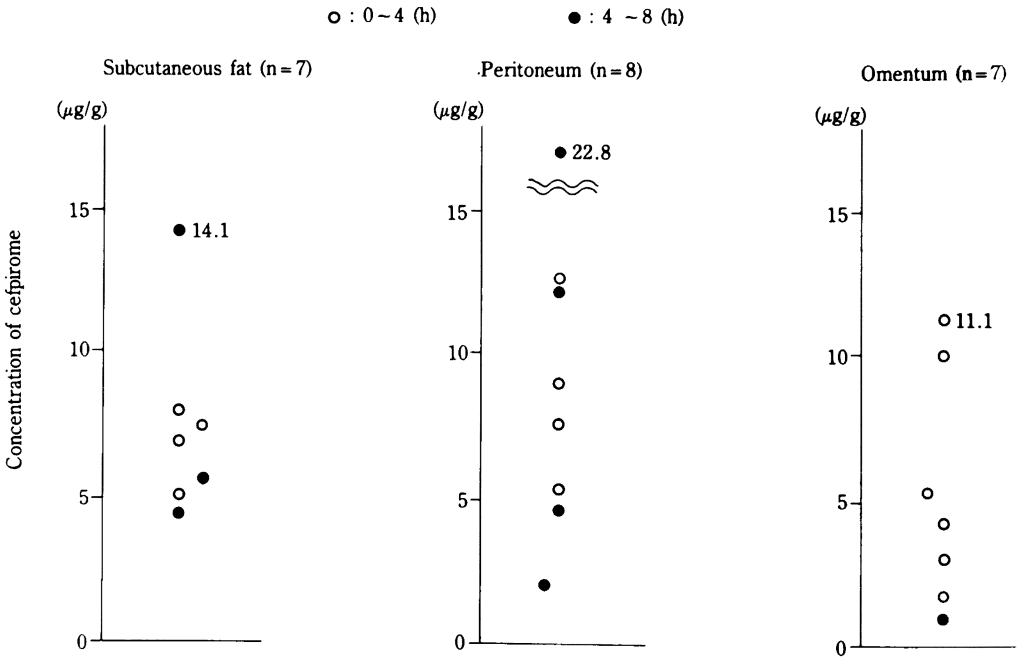 ○ : 0~4 (h) ● : 4 ~8 (h)
Subcutaneous fat (n=7)
(μg/g)
15
14.1
10
5
0
Concentration of cefpirome
.Peritoneum (n=8)
(μg/g)
22.8
15
10
5
0
Omentum (n=7)
(μg/g)
15
11.1
10
5
0